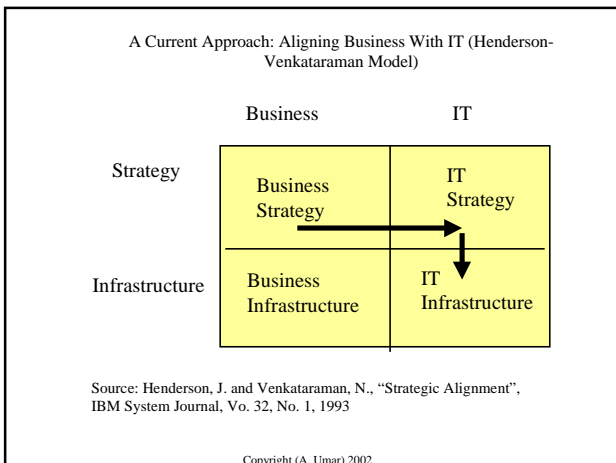 A Current Approach: Aligning Business With IT (Henderson-
Venkataraman Model)
Business IT
Strategy
Business
Strategy
IT
Strategy
Infrastructure
Business
Infrastructure
IT
Infrastructure
Source: Henderson, J. and Venkataraman, N., “Strategic Alignment”,
IBM System Journal, Vo. 32, No. 1, 1993
Copyright (A. Umar) 2002